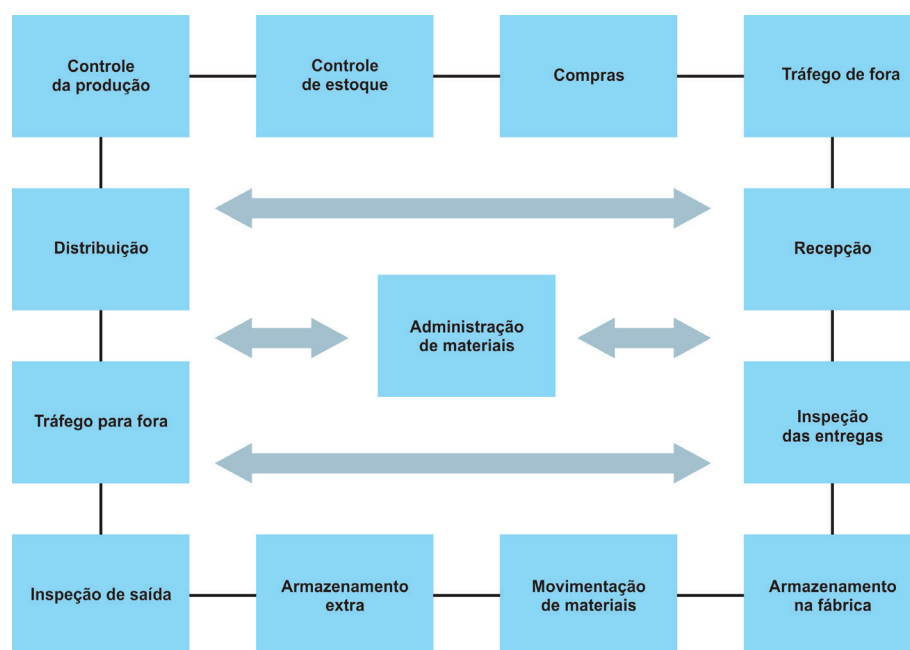 Controle
da produção
Controle
de estoque
Compras
Tráfego de fora
Distribuição
Recepção
Administração
de materiais
Tráfego para fora
Inspeção
das entregas
Inspeção de saída
Armazenamento
extra
Movimentação
de materiais
Armazenamento
na fábrica